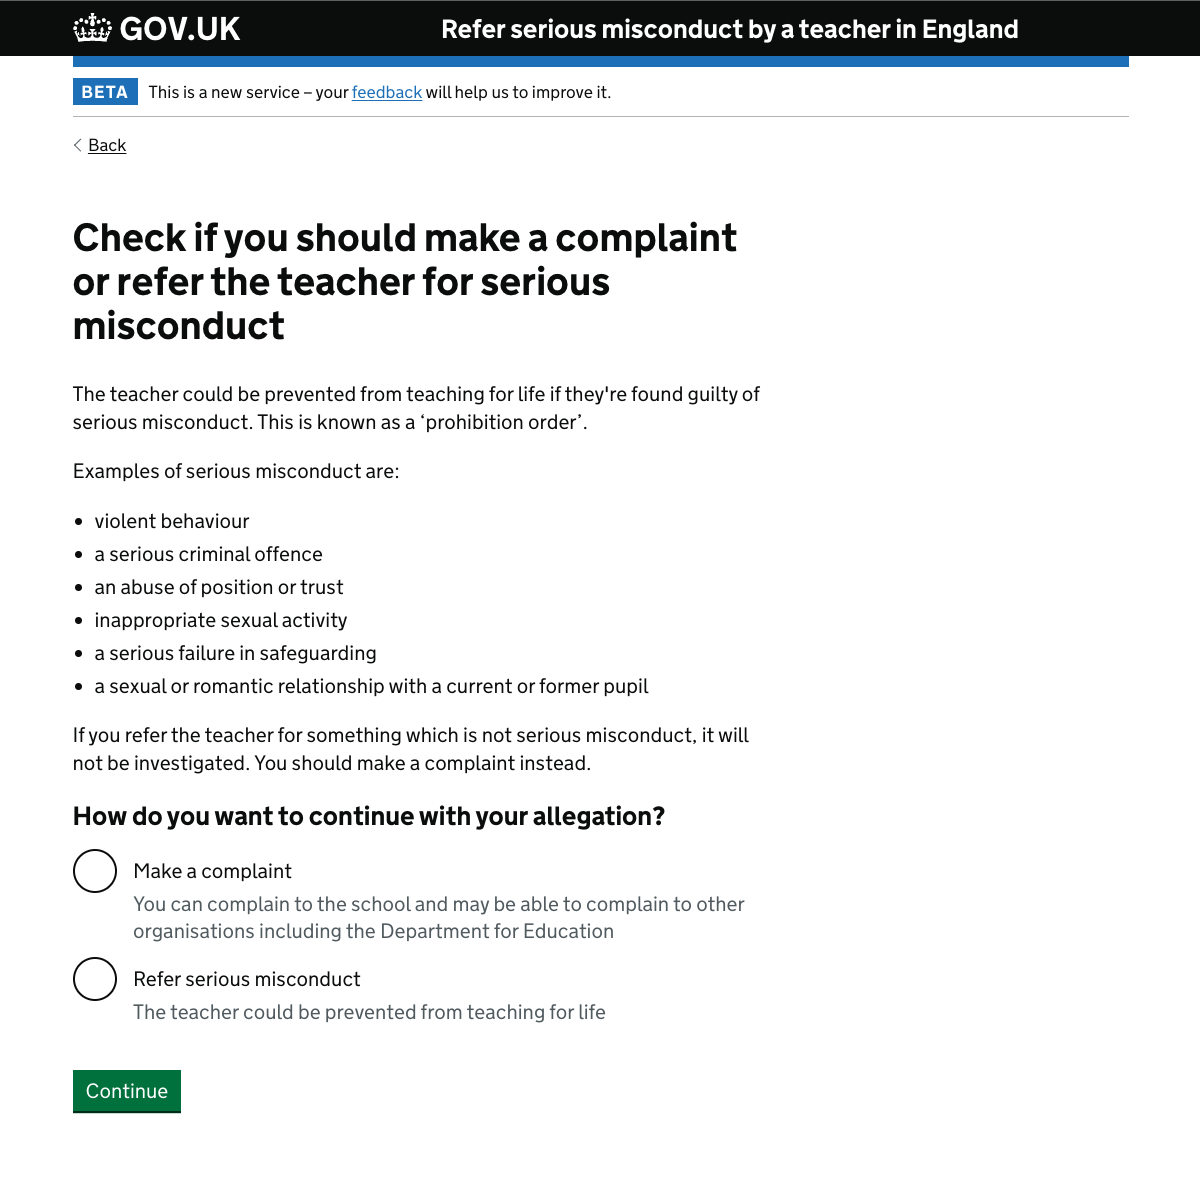 GOV.UK
Refer serious misconduct by a teacher in England
BETA
This is a new service – your feedback will help us to improve it.
Back
Check if you should make a complaint
or refer the teacher for serious
misconduct
The teacher could be prevented from teaching for life if they're found guilty of
serious misconduct. This is known as a ‘prohibition order’.
Examples of serious misconduct are:
• violent behaviour
• a serious criminal offence
• an abuse of position or trust
• inappropriate sexual activity
• a serious failure in safeguarding
• a sexual or romantic relationship with a current or former pupil
If you refer the teacher for something which is not serious misconduct, it will
not be investigated. You should make a complaint instead.
How do you want to continue with your allegation?
Make a complaint
You can complain to the school and may be able to complain to other
organisations including the Department for Education
Refer serious misconduct
The teacher could be prevented from teaching for life
Continue